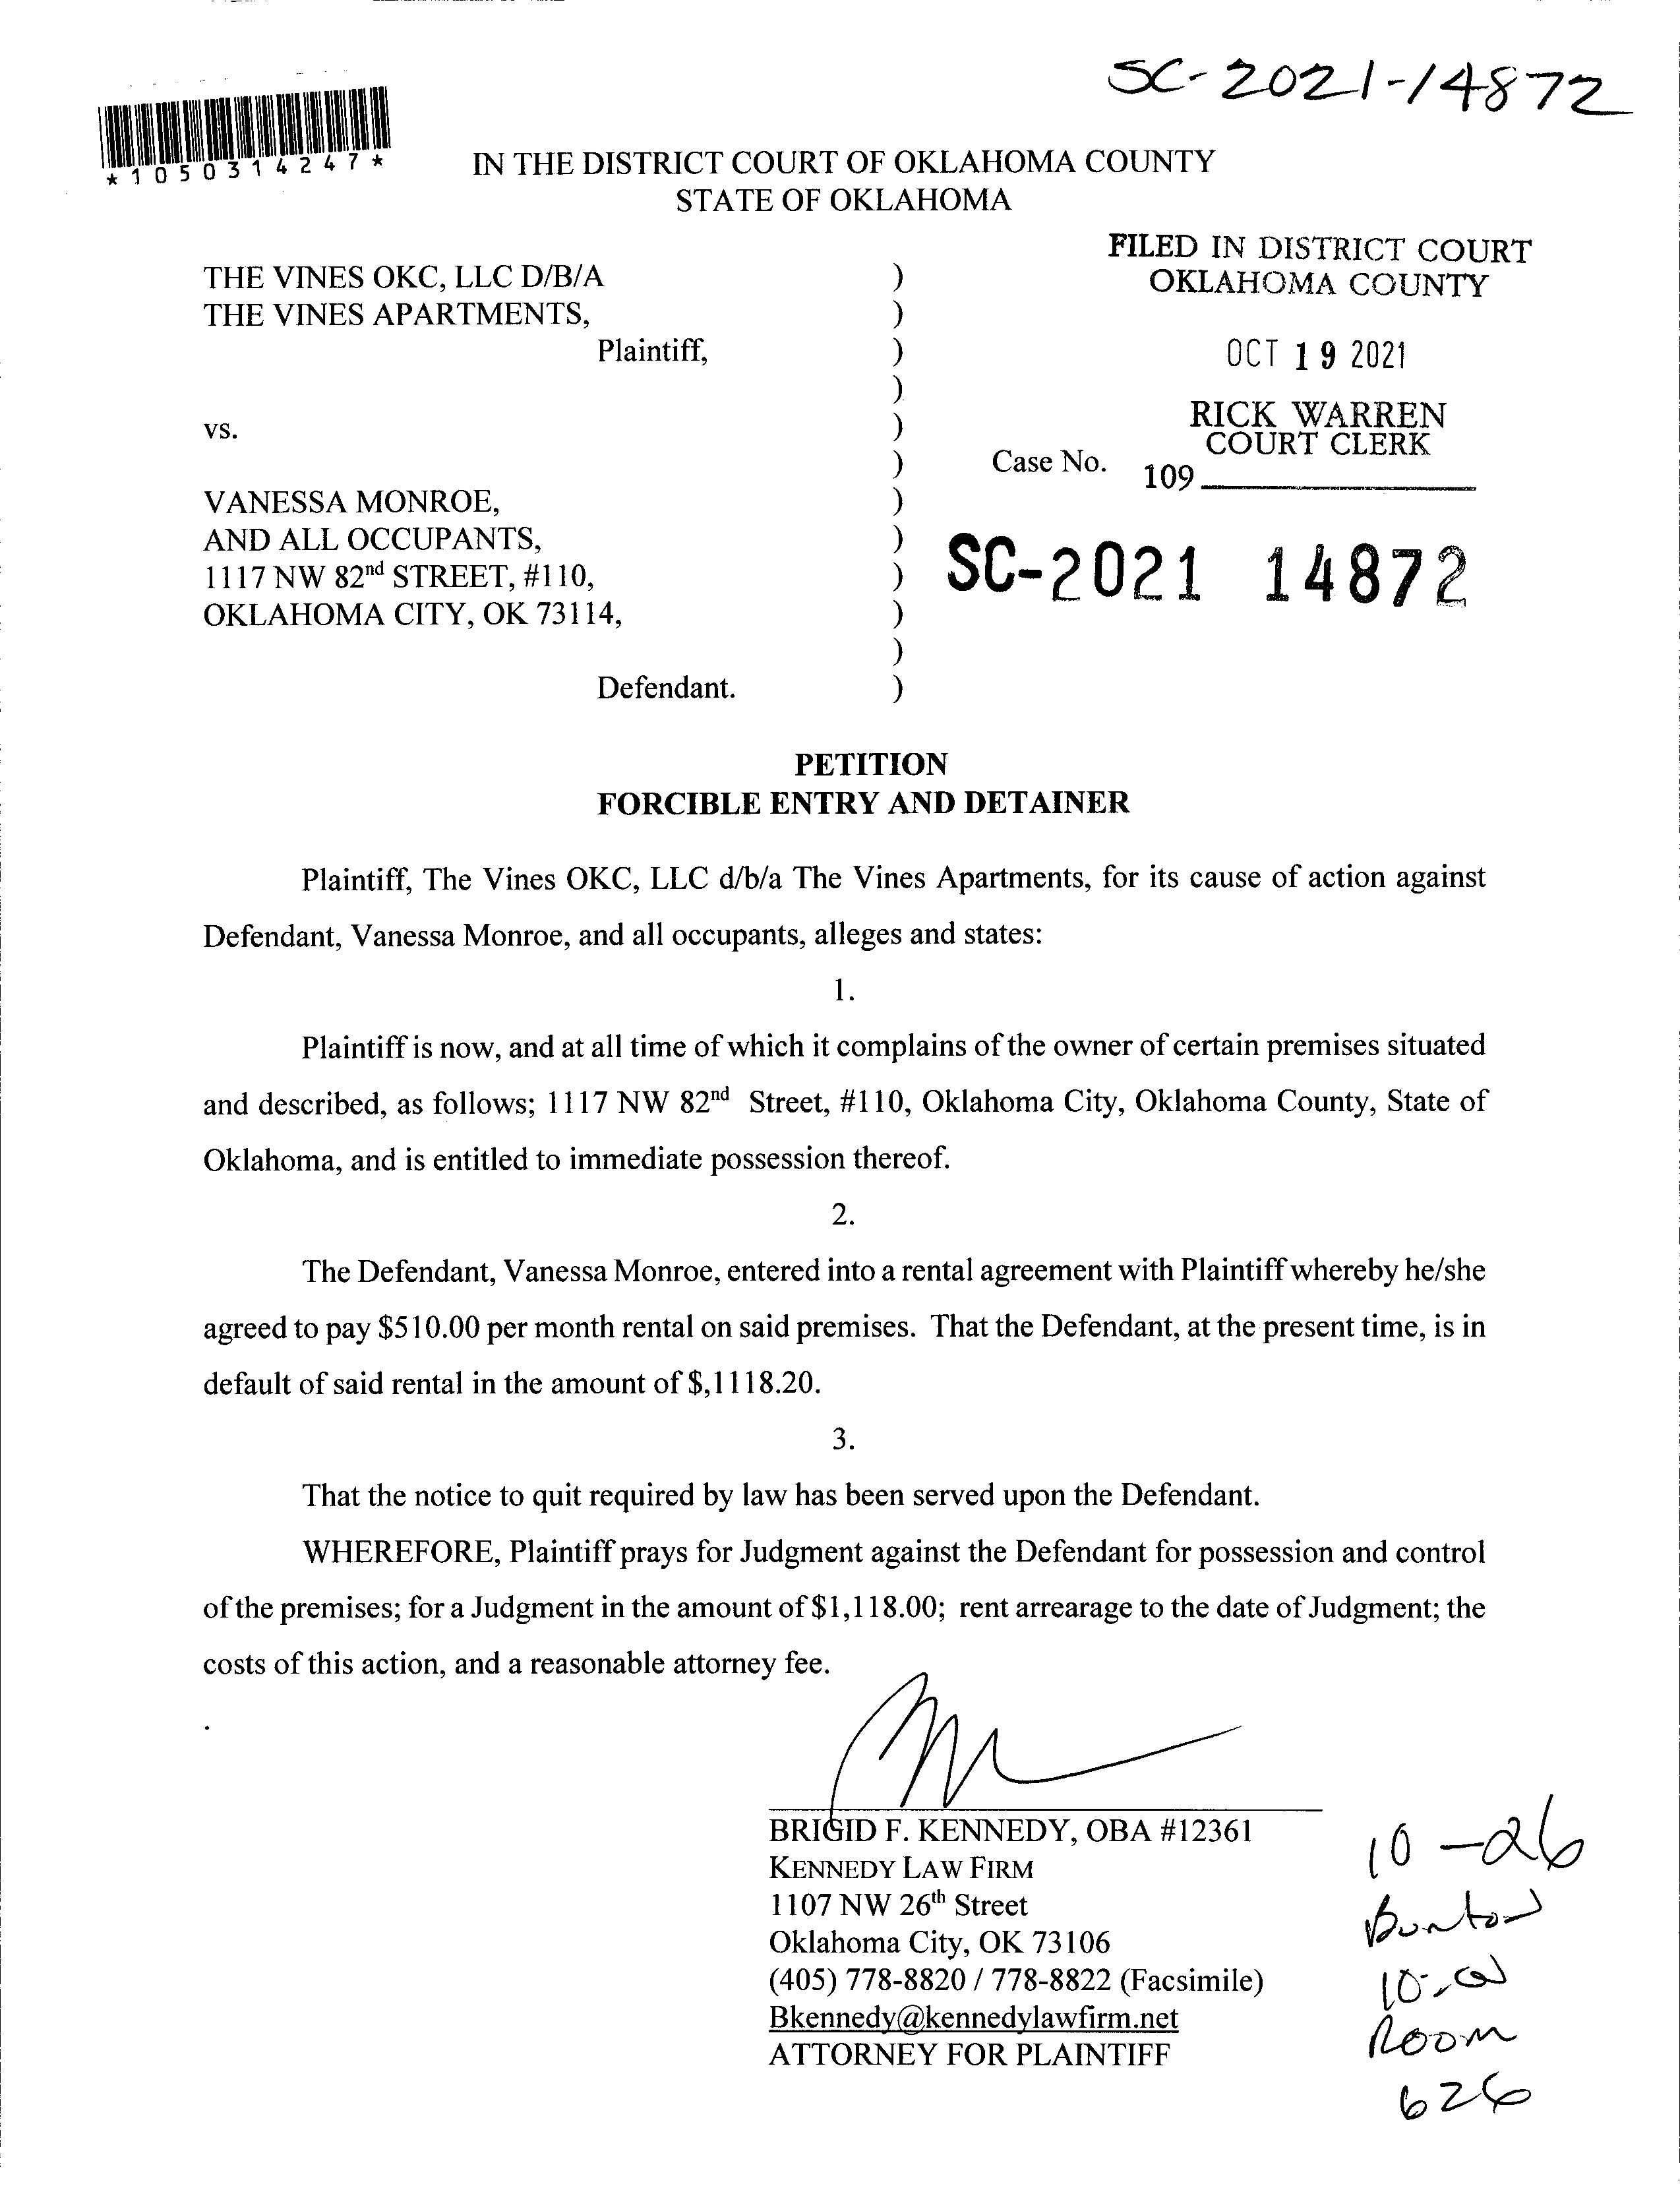 SC-2021-14872
*1050314247*
IN THE DISTRICT COURT OF OKLAHOMA COUNTY
STATE OF OKLAHOMA
FILED IN DISTRICT COURT
OKLAHOMA COUNTY
OCT 19 2021
RICK WARREN
COURT CLERK
109
THE VINES OKC, LLC D/B/A )
THE VINES APARTMENTS, )
Plaintiff, )
)
vs. )
) Case No.
VANESSA MONROE, )
AND ALL OCCUPANTS, )
1117 NW 82nd STREET, #110, ) SC-2021 14872
OKLAHOMA CITY, OK 73114, )
)
Defendant. )
PETITION
FORCIBLE ENTRY AND DETAINER
Plaintiff, The Vines OKC, LLC d/b/a The Vines Apartments, for its cause of action against
Defendant, Vanessa Monroe, and all occupants, alleges and states:
1.
Plaintiff is now, and at all time of which it complains of the owner of certain premises situated
and described, as follows; 1117 NW 82nd Street, #110, Oklahoma City, Oklahoma County, State of
Oklahoma, and is entitled to immediate possession thereof.
2.
The Defendant, Vanessa Monroe, entered into a rental agreement with Plaintiff whereby he/she
agreed to pay $510.00 per month rental on said premises. That the Defendant, at the present time, is in
default of said rental in the amount of $,1118.20.
3.
That the notice to quit required by law has been served upon the Defendant.
WHEREFORE, Plaintiff prays for Judgment against the Defendant for possession and control
of the premises; for a Judgment in the amount of $1,118.00; rent arrearage to the date of Judgment; the
costs of this action, and a reasonable attorney fee.
.
BRIGID F. KENNEDY, OBA #12361
KENNEDY LAW FIRM
1107 NW 26th Street
Oklahoma City, OK 73106
(405) 778-8820 / 778-8822 (Facsimile)
Bkennedy@kennedylawfirm.net
ATTORNEY FOR PLAINTIFF
10-26
Burton
Room
626